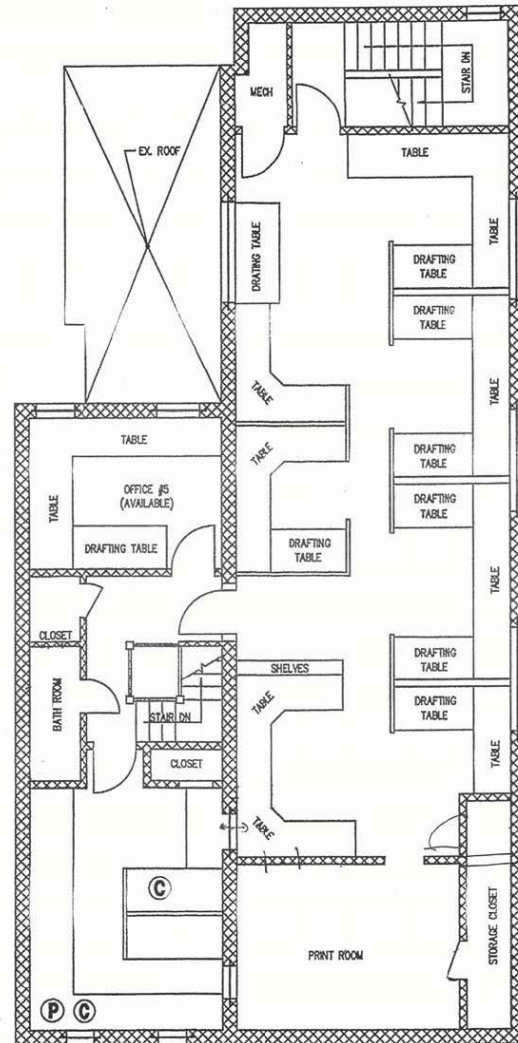 STAIR DN
MECH
EX. ROOF
TABLE
DRATING TABLE
TABLE
DRAFTING
TABLE
DRAFTING
TABLE
TABLE
TABLE
TABLE
TABLE
OFFICE #5
(AVAILABLE)
TABLE
DRAFTING TABLE
DRAFTING
TABLE
DRAFTING
TABLE
DRAFTING
TABLE
TABLE
CLOSET
BATH ROOM
STAIR DN
CLOSET
SHELVES
TABLE
TABLE
DRAFTING
TABLE
DRAFTING
TABLE
TABLE
C
P C
PRINT ROOM
STORAGE CLOSET